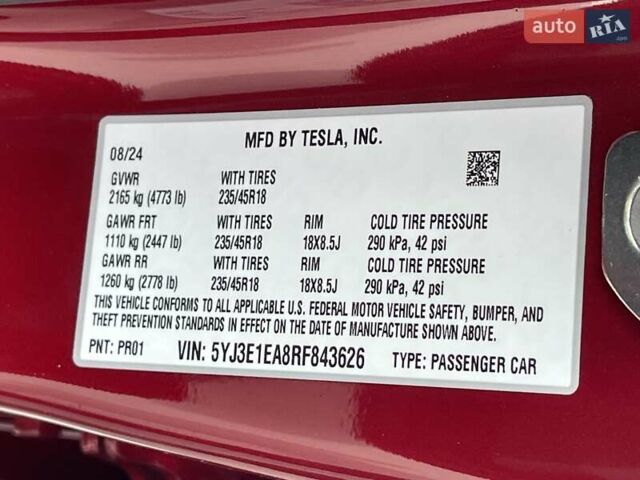 auto RIA.com
MFD BY TESLA, INC.
08/24
GVWR WITH TIRES
2165 kg (4773 lb) 235/45R18
GAWR FRT WITH TIRES RIM COLD TIRE PRESSURE
1110 kg (2447 lb) 235/45R18 18X8.5J 290 kPa, 42 psi
GAWR RR WITH TIRES RIM COLD TIRE PRESSURE
1260 kg (2778 lb) 235/45R18 18X8.5J 290 kPa, 42 psi
THIS VEHICLE CONFORMS TO ALL APPLICABLE U.S. FEDERAL MOTOR VEHICLE SAFETY, BUMPER, AND
THEFT PREVENTION STANDARDS IN EFFECT ON THE DATE OF MANUFACTURE SHOWN ABOVE.
PNT: PR01 VIN: 5YJ3E1EA8RF843626 TYPE: PASSENGER CAR